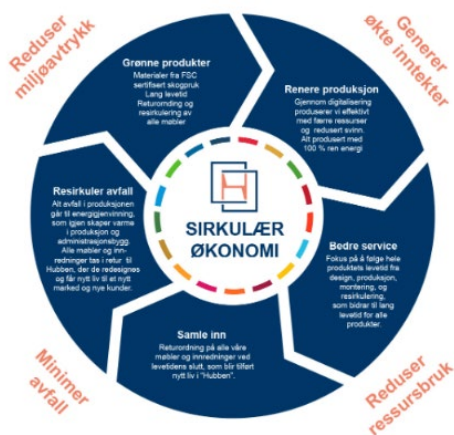 Reduser
miljøavtrykk
Generer
økte inntekter
Grønne produkter
Materialer fra FSC
sertifisert skogbruk
Lang levetid
Returordning og
resirkulering av
alle møbler
Renere produksjon
Gjennom digitalisering
produserer vi effektivt
med færre ressurser
og redusert svinn.
Alt produsert med
100 % ren energi
Resirkuler avfall
Alt avfall i produksjonen
går til energigjenvinning,
som igjen skaper varme
i produksjon og
administrasjonsbygg.
Alle møbler og inn-
redninger tas i retur til
Hubben, der de redesignes
og får nytt liv til et nytt
marked og nye kunder.
H
SIRKULÆR
ØKONOMI
Bedre service
Fokus på å følge hele
produktets levetid fra
design, produksjon,
montering, og
resirkulering,
som bidrar til lang
levetid for alle
produkter.
Samle inn
Returordning på alle våre
møbler og innredninger ved
levetidens slutt, som blir tilført
nytt liv i "Hubben".
Minimer
avfall
Reduser
ressursbruk